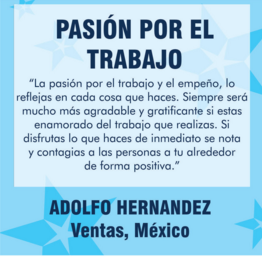 PASIÓN POR EL
TRABAJO
“La pasión por el trabajo y el empeño, lo
reflejas en cada cosa que haces. Siempre será
mucho más agradable y gratificante si estas
enamorado del trabajo que realizas. Si
disfrutas lo que haces de inmediato se nota
y contagias a las personas a tu alrededor
de forma positiva.”
ADOLFO HERNANDEZ
Ventas, México